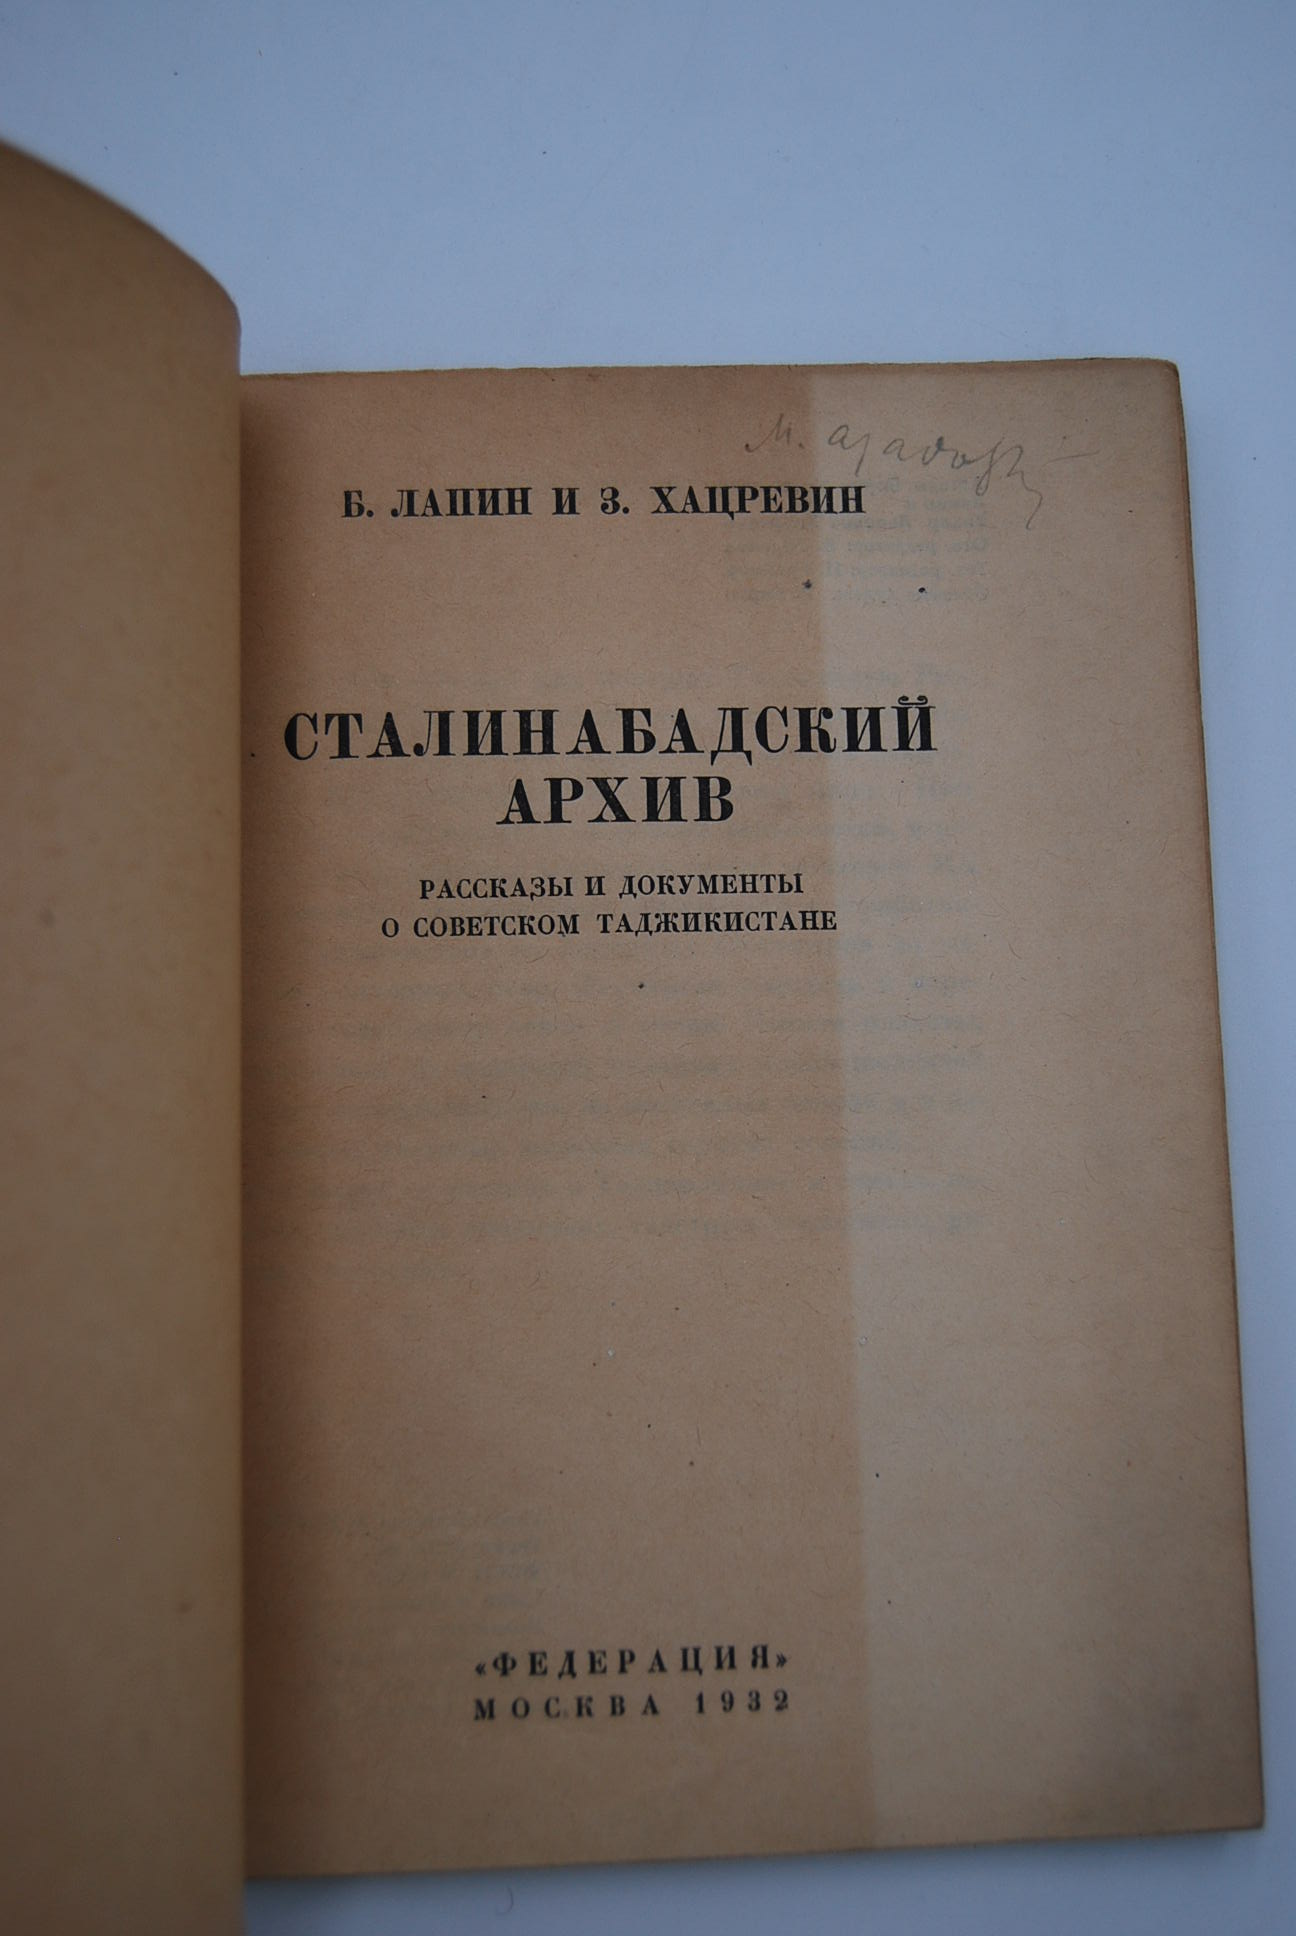 Б. ЛАПИН И З. ХАЦРЕВИН
СТАЛИНАБАДСКИЙ
АРХИВ
РАССКАЗЫ И ДОКУМЕНТЫ
О СОВЕТСКОМ ТАДЖИКИСТАНЕ
«ФЕДЕРАЦИЯ»
МОСКВА 1932